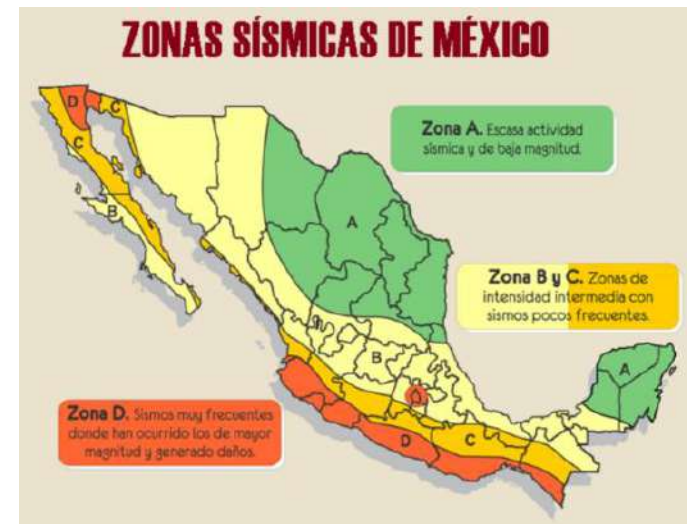 ZONAS SÍSMICAS DE MÉXICO
D
C
C
B
Zona A. Escasa actividad
sísmica y de baja magnitud.
A
Zona B y C. Zonas de
intensidad intermedia con
sismos pocos frecuentes.
B
A
Zona D. Sismos muy frecuentes
donde han ocurrido los de mayor
magnitud y generado daños.
D
C